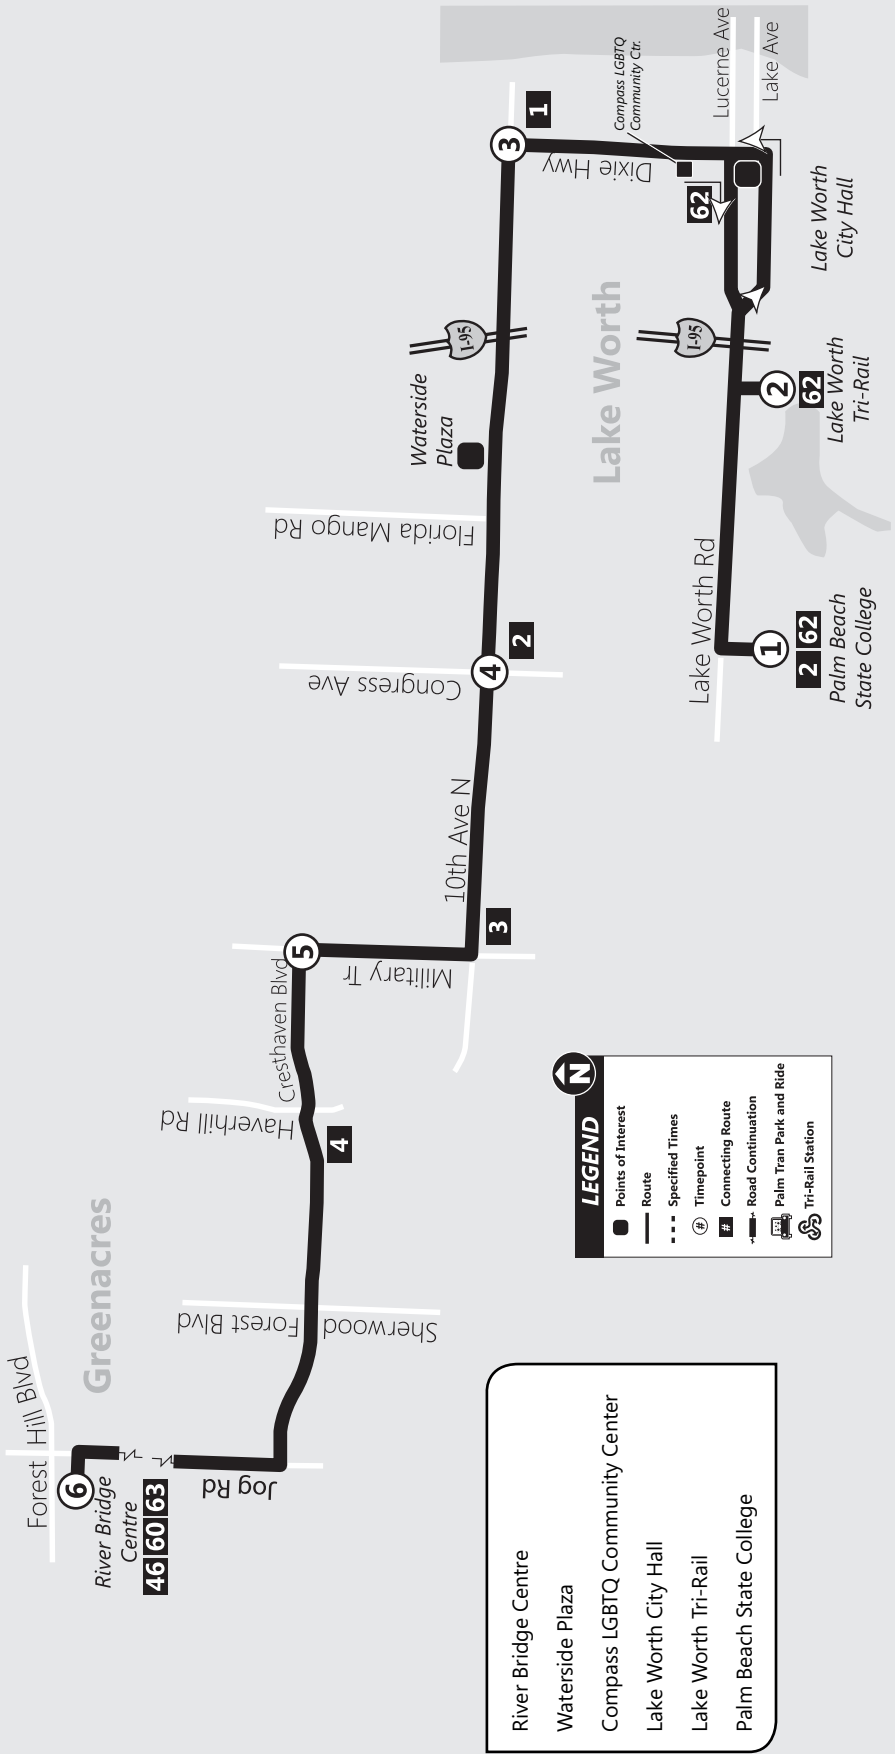 Forest Hill Blvd
6
River Bridge
Centre
46 60 63
Jog Rd
Greenacres
Sherwood Forest Blvd
Haverhill Rd
4
Cresthaven Blvd
5
Military Tr
3
10th Ave N
Congress Ave
4
2
Florida Mango Rd
Waterside
Plaza
I-95
3
1
Dixie Hwy
Compass LGBTQ
Community Ctr.
62
Lucerne Ave
Lake Ave
Lake Worth
City Hall
Lake Worth
I-95
2
62
Lake Worth
Tri-Rail
Lake Worth Rd
1
2 62
Palm Beach
State College
River Bridge Centre
Waterside Plaza
Compass LGBTQ Community Center
Lake Worth City Hall
Lake Worth Tri-Rail
Palm Beach State College
LEGEND
N
Points of Interest
Route
Specified Times
# Timepoint
# Connecting Route
Road Continuation
Palm Tran Park and Ride
Tri-Rail Station